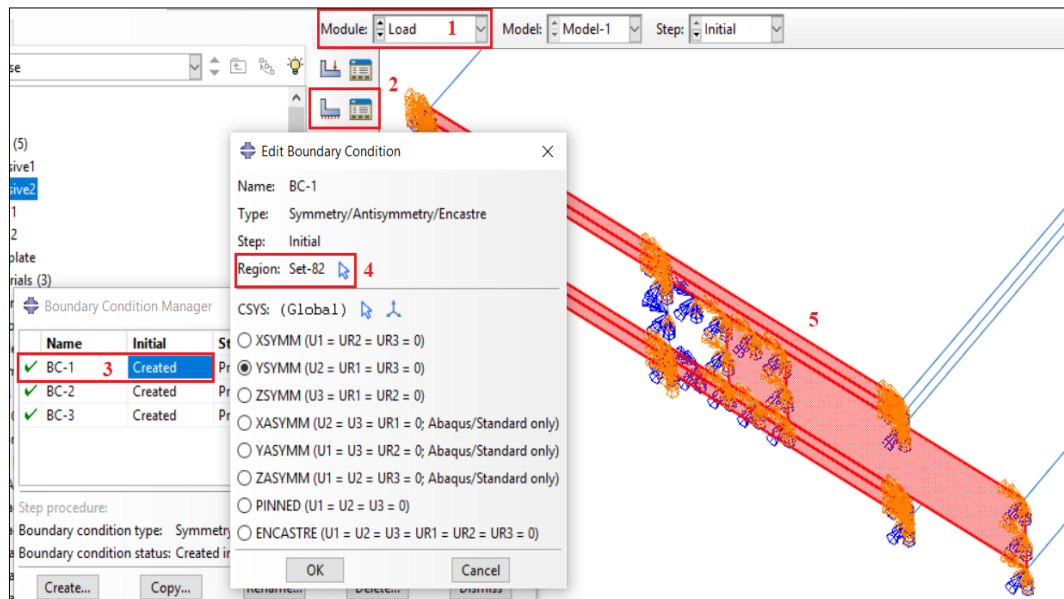 Module: Load 1 Model: Model-1 Step: Initial
se
2
(5)
sive1
sive2
1
2
plate
rials (3)
Edit Boundary Condition
Name: BC-1
Type: Symmetry/Antisymmetry/Encastre
Step: Initial
Region: Set-82 4
CSYS: (Global)
XSYMM (U1 = UR2 = UR3 = 0)
YSYMM (U2 = UR1 = UR3 = 0)
ZSYMM (U3 = UR1 = UR2 = 0)
XASYMM (U2 = U3 = UR1 = 0; Abaqus/Standard only)
YASYMM (U1 = U3 = UR2 = 0; Abaqus/Standard only)
ZASYMM (U1 = U2 = UR3 = 0; Abaqus/Standard only)
PINNED (U1 = U2 = U3 = 0)
ENCASTRE (U1 = U2 = U3 = UR1 = UR2 = UR3 = 0)
OK Cancel
5
Boundary Condition Manager
Name Initial St
BC-1 3 Created Pr
BC-2 Created Pr
BC-3 Created Pr
Step procedure:
Boundary condition type: Symmetry
Boundary condition status: Created in
Create... Copy... Rename... Delete... Dismiss